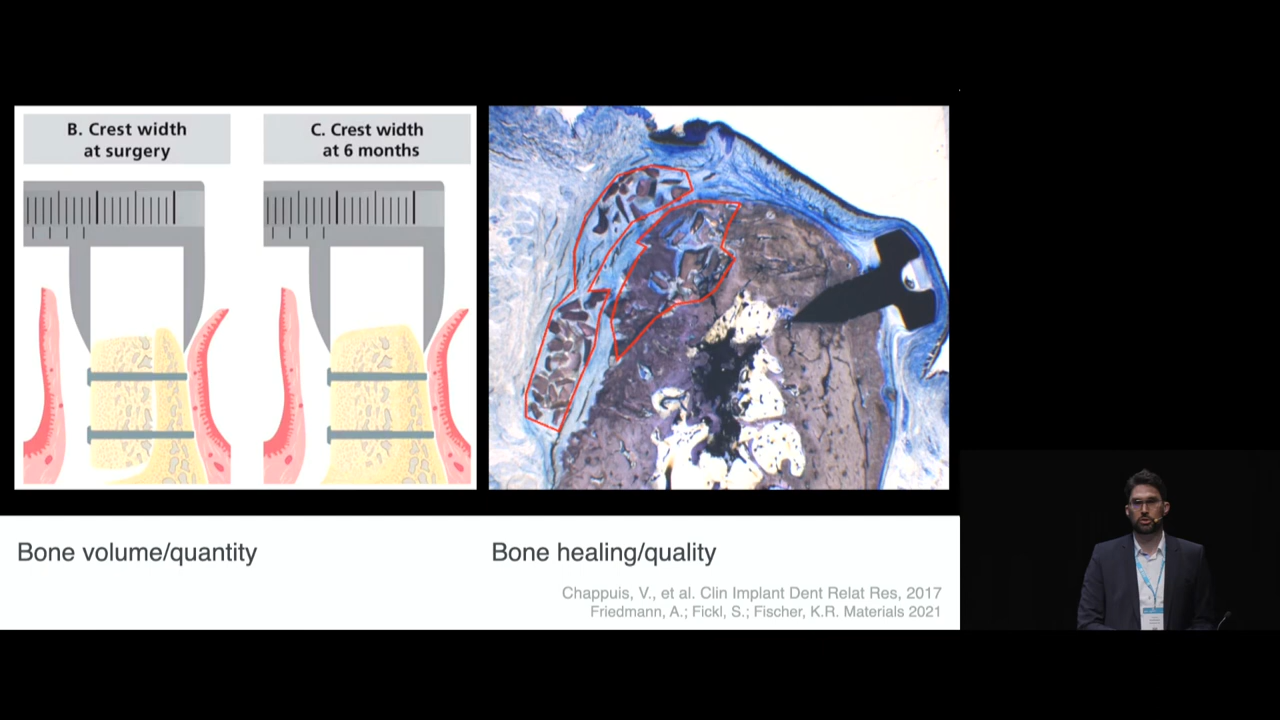 B. Crest width
at surgery
C. Crest width
at 6 months
Bone volume/quantity
Bone healing/quality
Chappuis, V., et al. Clin Implant Dent Relat Res, 2017
Friedmann, A.; Fickl, S.; Fischer, K.R. Materials 2021